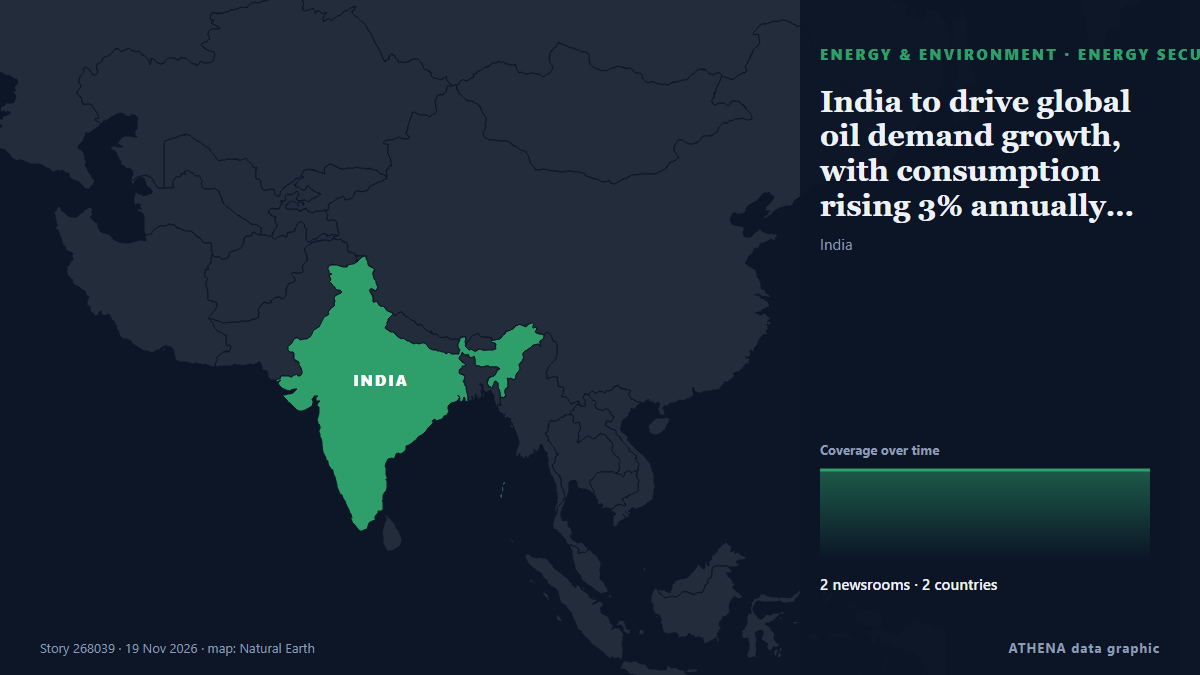 ENERGY & ENVIRONMENT · ENERGY SECU
India to drive global
oil demand growth,
with consumption
rising 3% annually...
India
INDIA
Coverage over time
2 newsrooms · 2 countries
Story 268039 · 19 Nov 2026 · map: Natural Earth
ATHENA data graphic